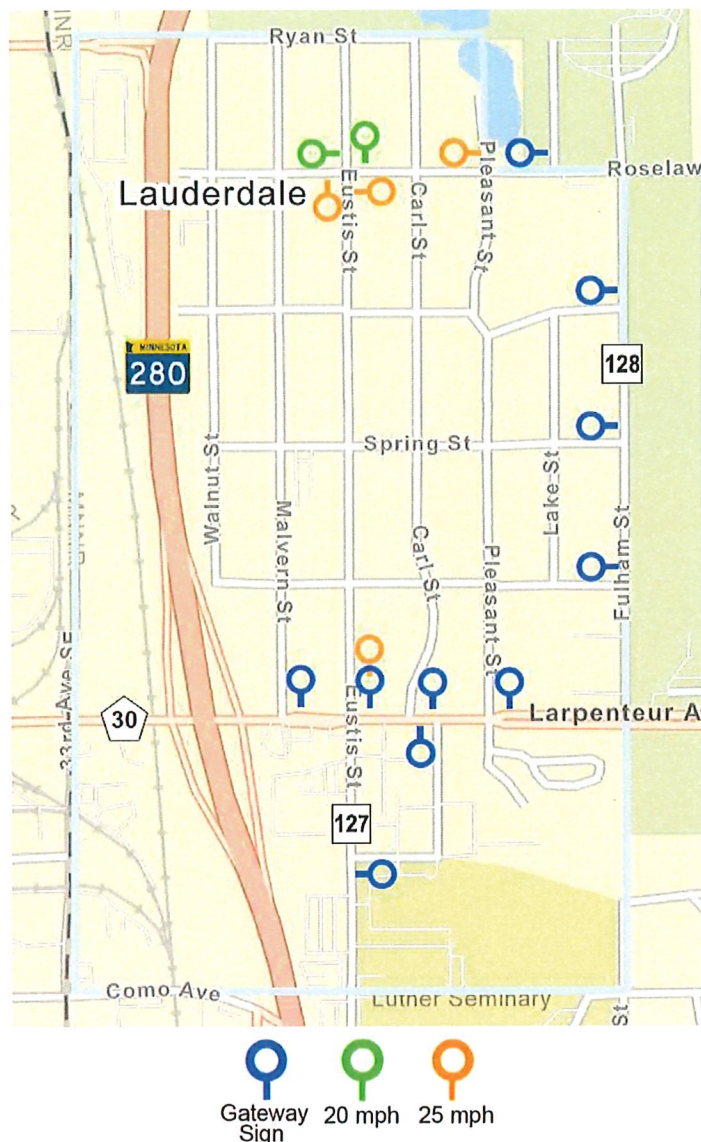 NR
Ryan St
Roselaw
Lauderdale
Eustis St
Carl St
Pleasant St
MINNESOTA
280
128
Spring St
Walnut St
Malvern St
Carl St
Pleasant St
Lake St
Fulham St
MNNR
33rd Ave SE
30
Eustis St
Larpenteur A
127
Como Ave
Luther Seminary
St
Gateway
Sign
20 mph
25 mph